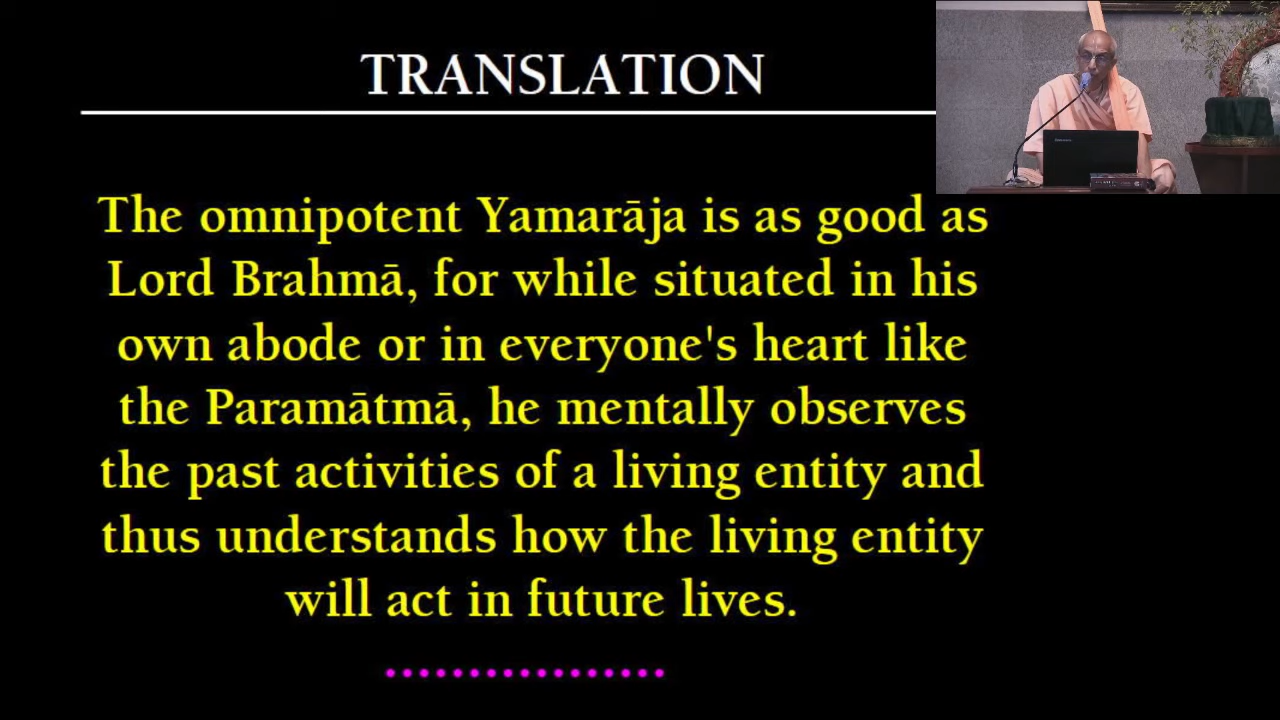 TRANSLATION
The omnipotent Yamarāja is as good as
Lord Brahmā, for while situated in his
own abode or in everyone's heart like
the Paramātmā, he mentally observes
the past activities of a living entity and
thus understands how the living entity
will act in future lives.